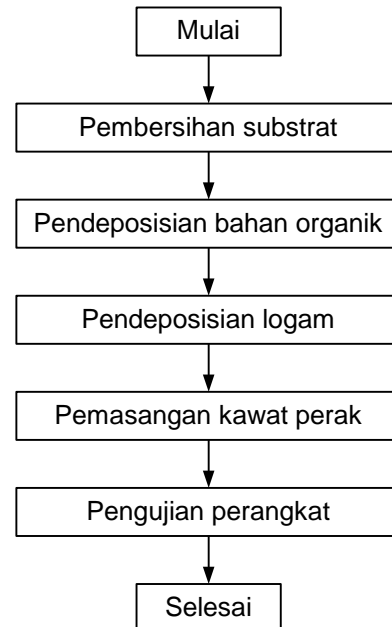 Mulai
Pembersihan substrat
Pendeposisian bahan organik
Pendeposisian logam
Pemasangan kawat perak
Pengujian perangkat
Selesai